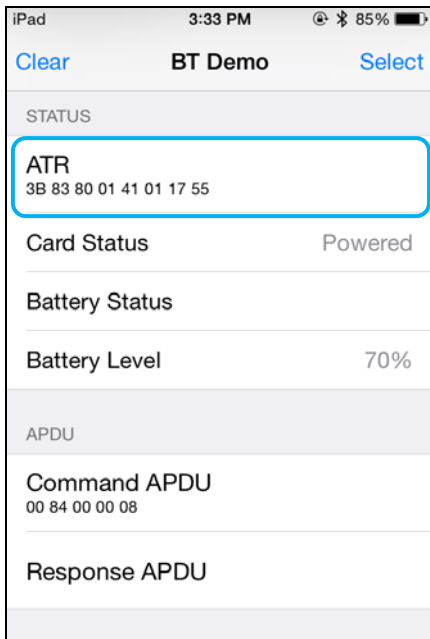 iPad 3:33 PM 85%
Clear BT Demo Select
STATUS
ATR
3B 83 80 01 41 01 17 55
Card Status Powered
Battery Status
Battery Level 70%
APDU
Command APDU
00 84 00 00 08
Response APDU